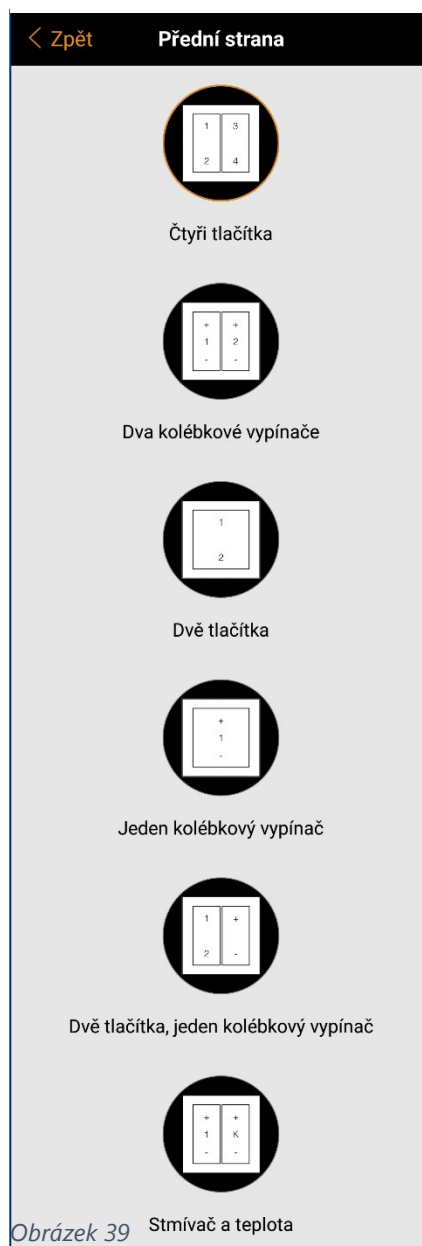 < Zpět Přední strana
1 3
2 4
Čtyři tlačítka
+ +
1 2
- -
Dva kolébkové vypínače
1
2
Dvě tlačítka
+
1
-
Jeden kolébkový vypínač
1 +
2 -
Dvě tlačítka, jeden kolébkový vypínač
+ +
1 K
- -
Stmívač a teplota
Obrázek 39